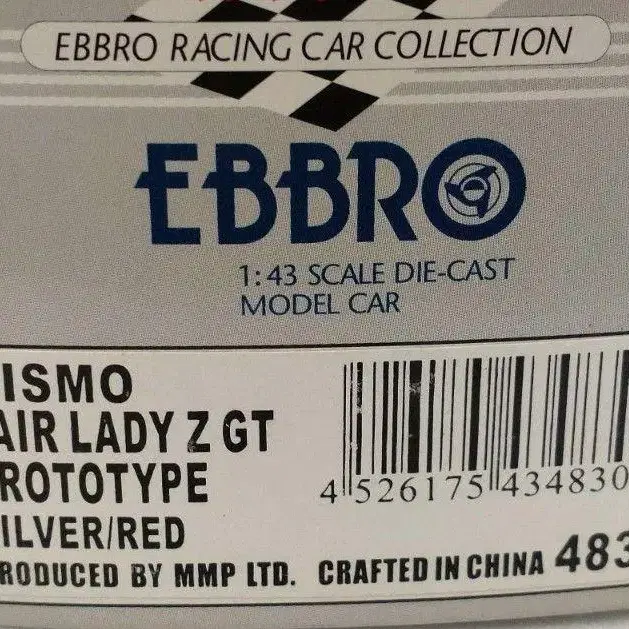 EBBRO RACING CAR COLLECTION
EBBRO
1:43 SCALE DIE-CAST
MODEL CAR
ISMO
AIR LADY Z GT
ROTOTYPE
ILVER/RED
RODUCED BY MMP LTD. CRAFTED IN CHINA 483
4 526175 434830